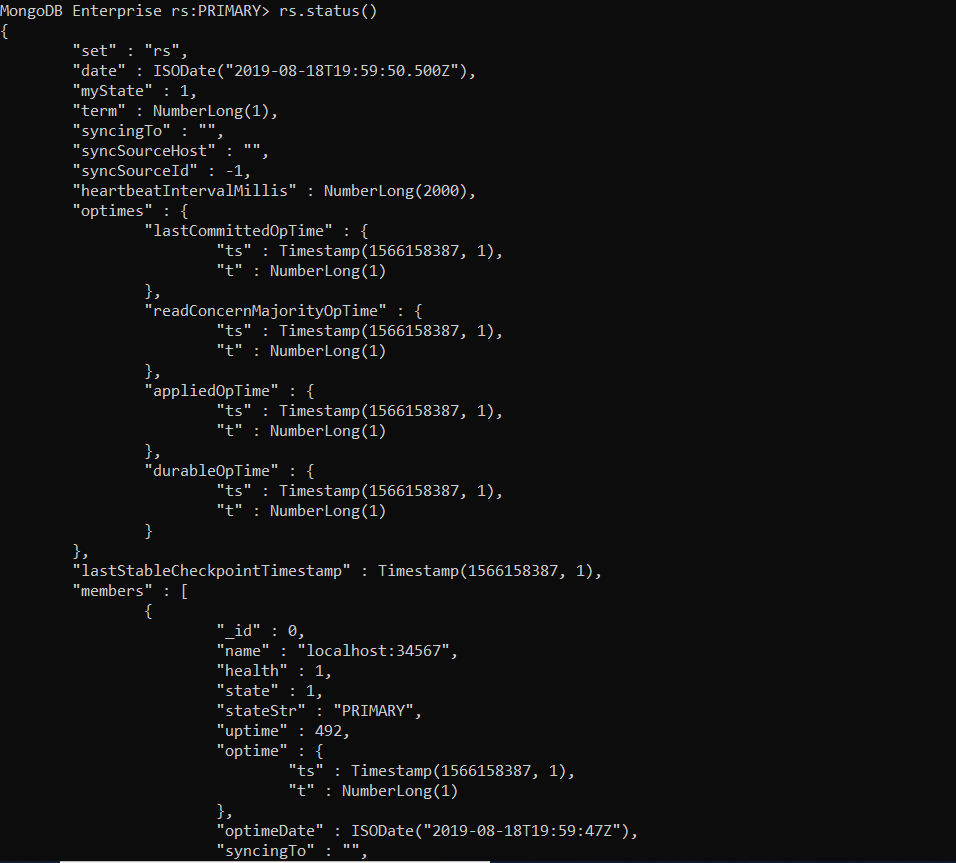 MongoDB Enterprise rs:PRIMARY> rs.status()
{
        "set" : "rs",
        "date" : ISODate("2019-08-18T19:59:50.500Z"),
        "myState" : 1,
        "term" : NumberLong(1),
        "syncingTo" : "",
        "syncSourceHost" : "",
        "syncSourceId" : -1,
        "heartbeatIntervalMillis" : NumberLong(2000),
        "optimes" : {
                "lastCommittedOpTime" : {
                        "ts" : Timestamp(1566158387, 1),
                        "t" : NumberLong(1)
                },
                "readConcernMajorityOpTime" : {
                        "ts" : Timestamp(1566158387, 1),
                        "t" : NumberLong(1)
                },
                "appliedOpTime" : {
                        "ts" : Timestamp(1566158387, 1),
                        "t" : NumberLong(1)
                },
                "durableOpTime" : {
                        "ts" : Timestamp(1566158387, 1),
                        "t" : NumberLong(1)
                }
        },
        "lastStableCheckpointTimestamp" : Timestamp(1566158387, 1),
        "members" : [
                {
                        "_id" : 0,
                        "name" : "localhost:34567",
                        "health" : 1,
                        "state" : 1,
                        "stateStr" : "PRIMARY",
                        "uptime" : 492,
                        "optime" : {
                                "ts" : Timestamp(1566158387, 1),
                                "t" : NumberLong(1)
                        },
                        "optimeDate" : ISODate("2019-08-18T19:59:47Z"),
                        "syncingTo" : "",